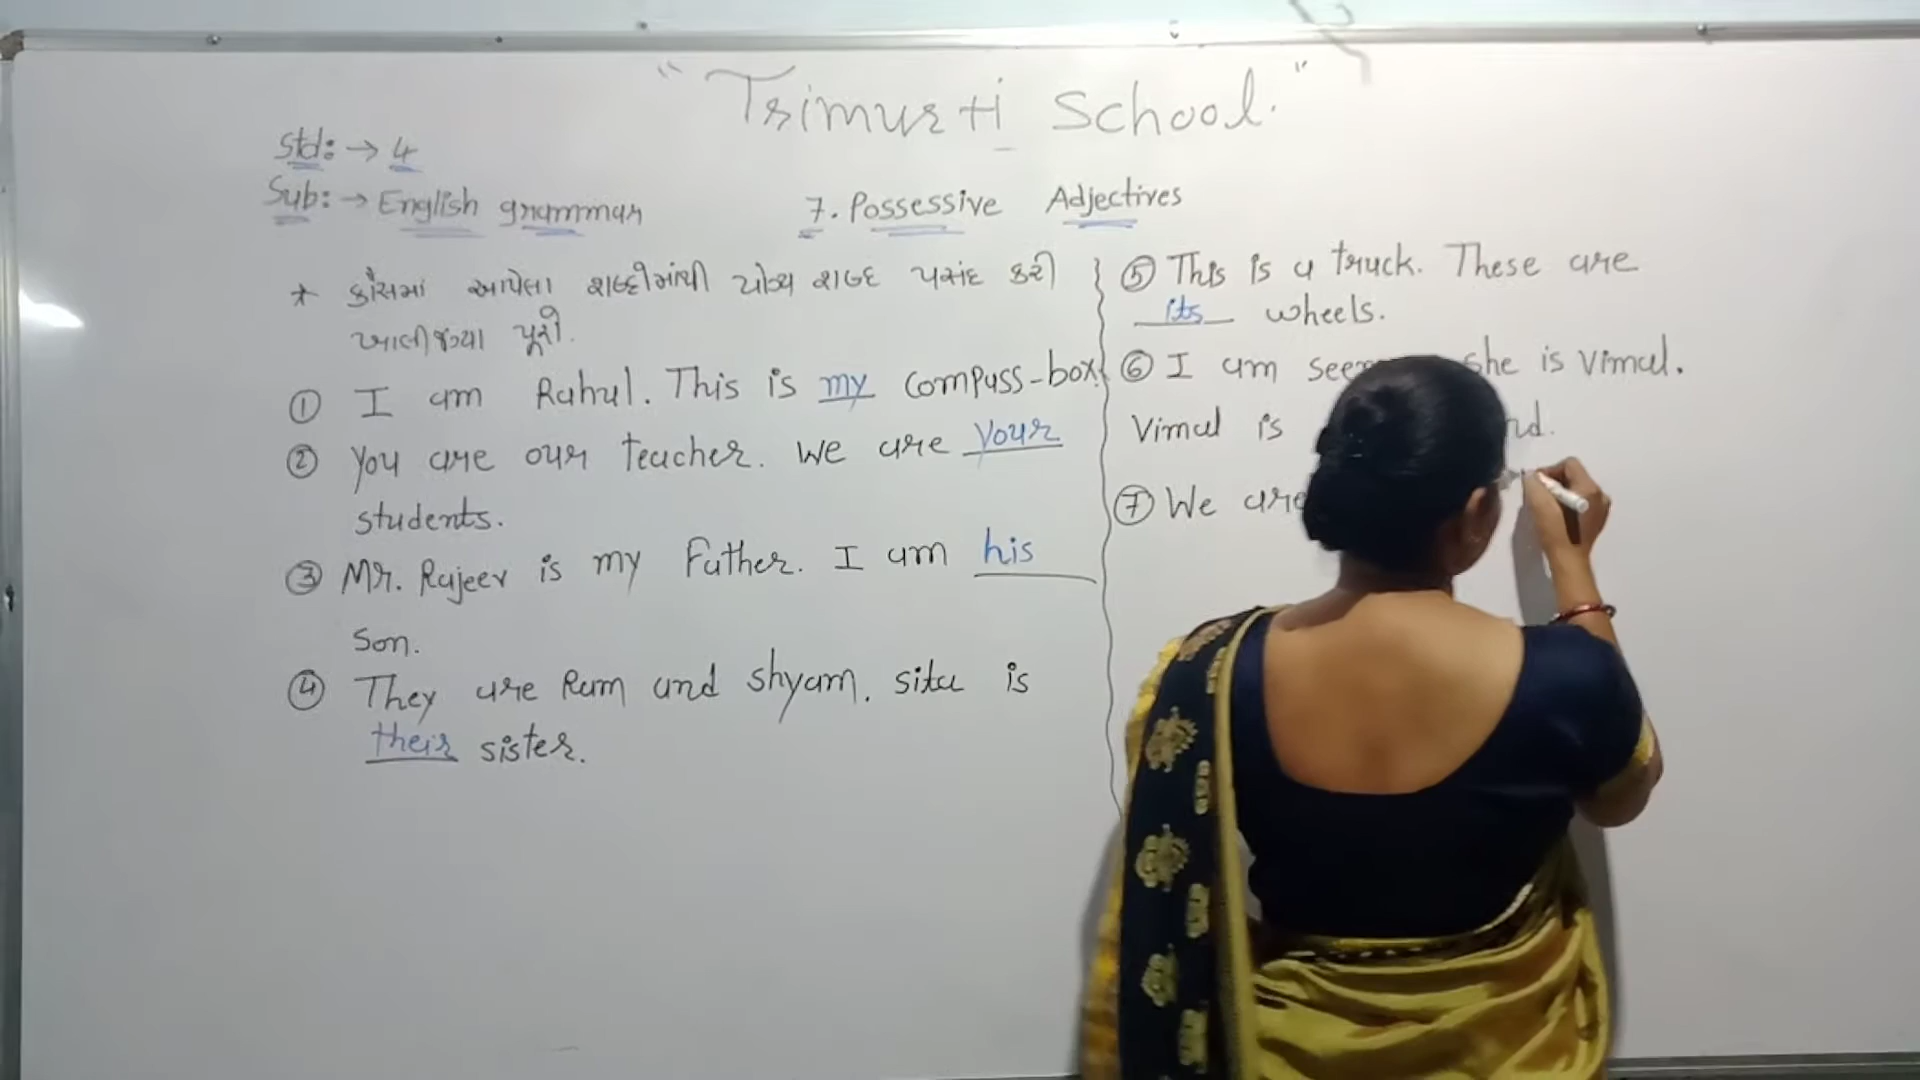 "Trimurti School."
Std: → 4
Sub: → English grammar
7. Possessive Adjectives
* કૌંસમાં આપેલા શબ્દોમાંથી યોગ્ય શબ્દ પસંદ કરી
ખાલી જગ્યા પૂરો.
① I am Rahul. This is my compass-box.
② You are our teacher. We are your
students.
③ Mr. Rajeev is my Father. I am his
son.
④ They are Ram and shyam. sita is
their sister.
⑤ This is a truck. These are
its wheels.
⑥ I am she is vimal.
Vimal is
⑦ We are